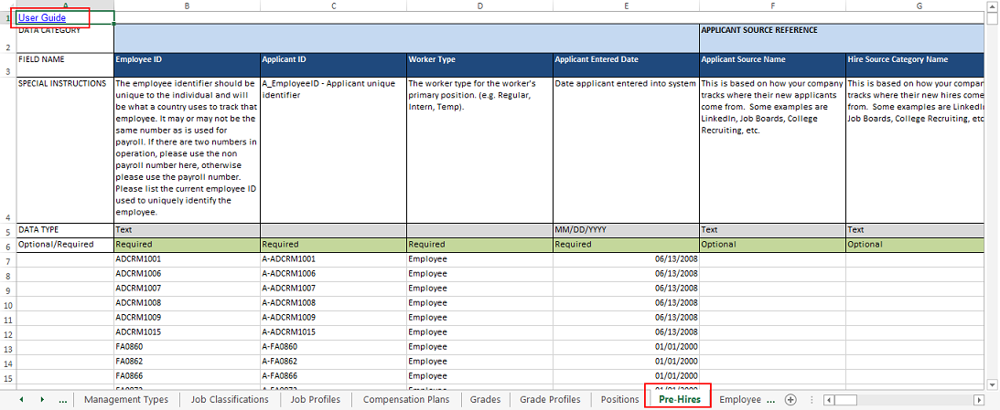 A B C D E F G
1 User Guide
2 DATA CATEGORY APPLICANT SOURCE REFERENCE
3 FIELD NAME Employee ID Applicant ID Worker Type Applicant Entered Date Applicant Source Name Hire Source Category Name
4 SPECIAL INSTRUCTIONS
The employee identifier should be
unique to the individual and will
be what a country uses to track that
employee. It may or may not be the
same number as is used for
payroll. If there are two numbers in
operation, please use the non
payroll number here, otherwise
please use the payroll number.
Please list the current employee ID
used to uniquely identify the
employee.
A_EmployeeID - Applicant unique
identifier
The worker type for the worker's
primary position. (e.g. Regular,
Intern, Temp).
Date applicant entered into system
This is based on how your company
tracks where their new applicants
come from. Some examples are
LinkedIn, Job Boards, College
Recruiting, etc.
This is based on how your com
tracks where their new hires come
from. Some examples are LinkedIn
Job Boards, College Recruiting, etc
5 DATA TYPE Text MM/DD/YYYY Text Text
6 Optional/Required Required Required Required Required Optional Optional
7 ADCRM1001 A-ADCRM1001 Employee 06/13/2008
8 ADCRM1006 A-ADCRM1006 Employee 06/13/2008
9 ADCRM1007 A-ADCRM1007 Employee 06/13/2008
10 ADCRM1008 A-ADCRM1008 Employee 06/13/2008
11 ADCRM1009 A-ADCRM1009 Employee 06/13/2008
12 ADCRM1015 A-ADCRM1015 Employee 06/13/2008
13 FA0860 A-FA0860 Employee 01/01/2000
14 FA0862 A-FA0862 Employee 01/01/2000
15 FA0866 A-FA0866 Employee 01/01/2000
... Management Types Job Classifications Job Profiles Compensation Plans Grades Grade Profiles Positions Pre-Hires Employee ...